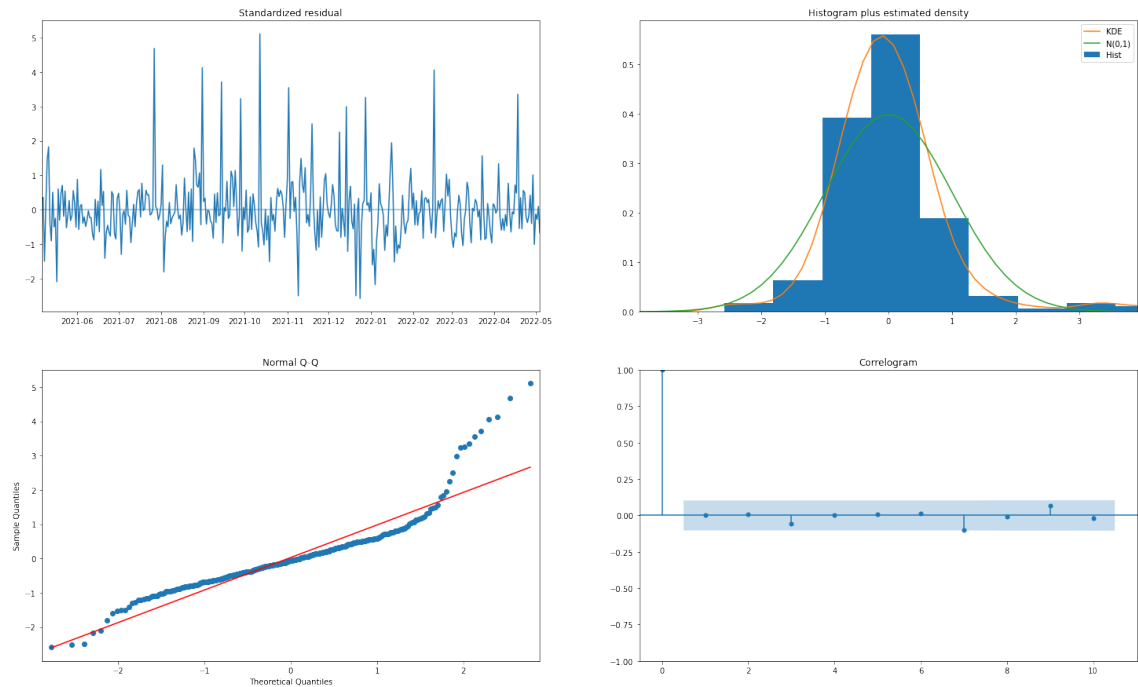 Standardized residual
5
4
3
2
1
0
−1
−2
2021-06 2021-07 2021-08 2021-09 2021-10 2021-11 2021-12 2022-01 2022-02 2022-03 2022-04 2022-05
Histogram plus estimated density
KDE
N(0,1)
Hist
0.5
0.4
0.3
0.2
0.1
0.0
−3 −2 −1 0 1 2 3
Normal Q-Q
5
4
3
2
1
0
−1
−2
Sample Quantiles
−2 −1 0 1 2
Theoretical Quantiles
Correlogram
1.00
0.75
0.50
0.25
0.00
−0.25
−0.50
−0.75
−1.00
0 2 4 6 8 10